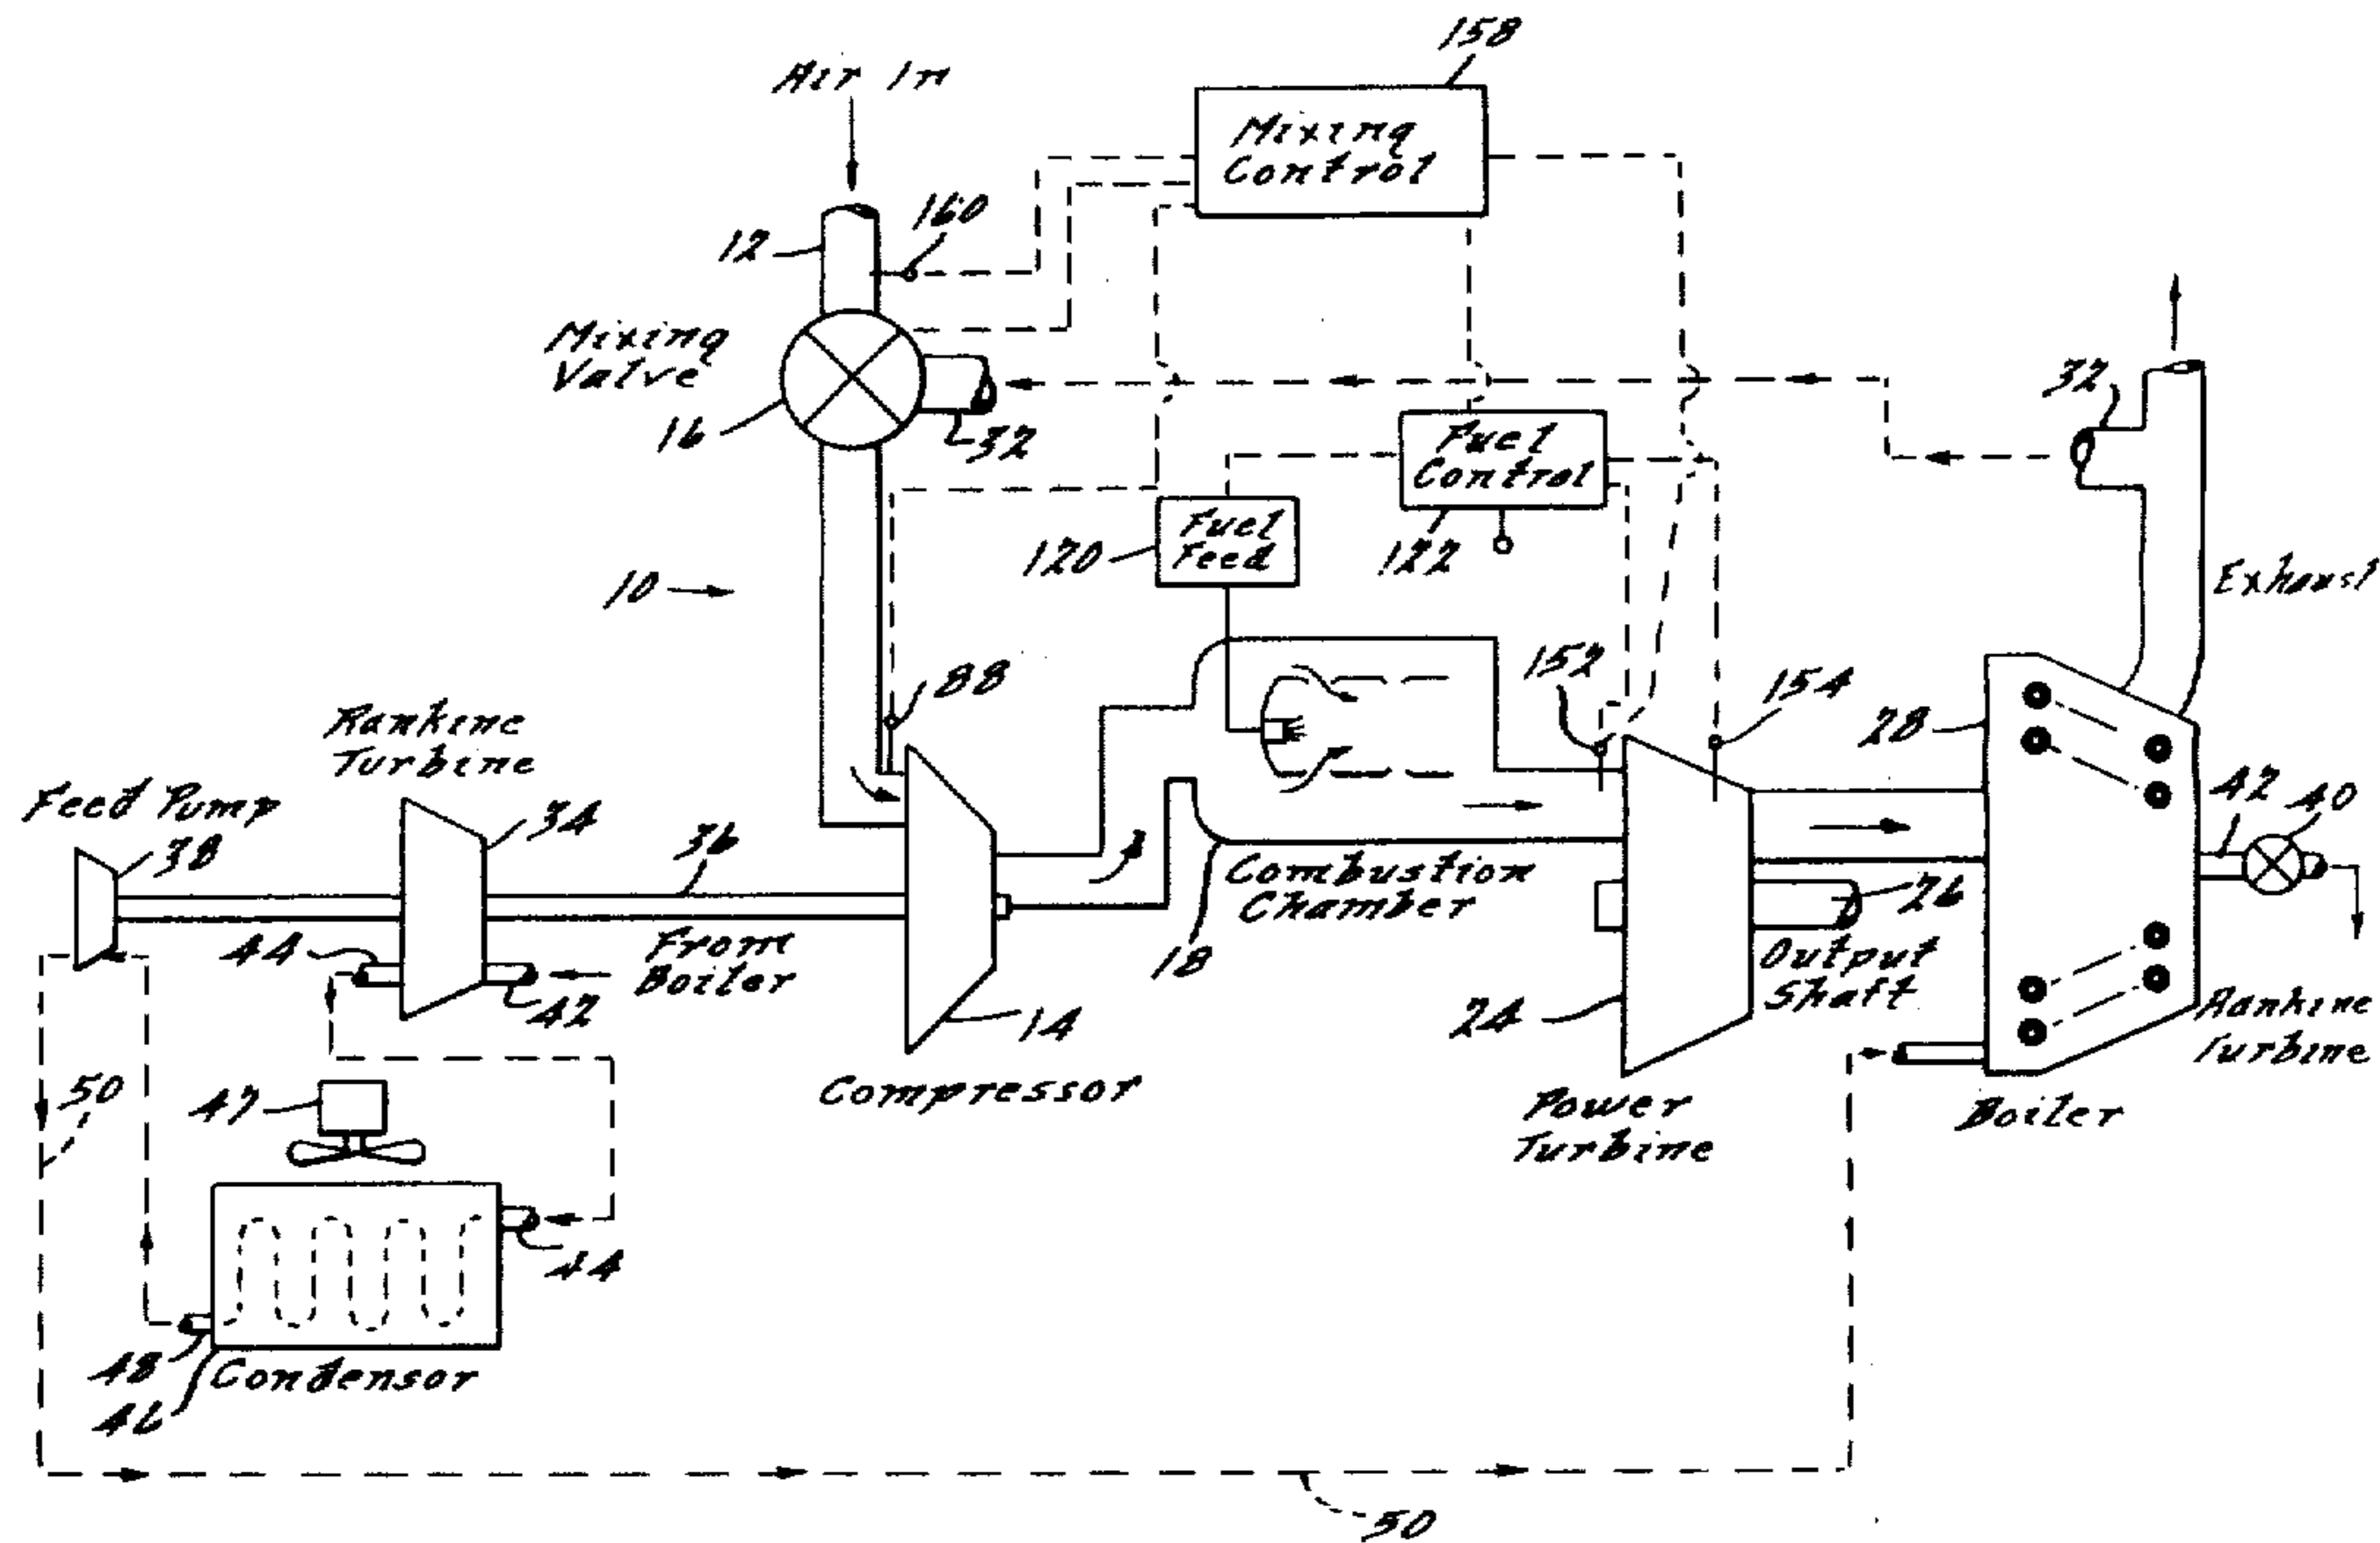 158
Air In
Mixing
Control
160
12
Mixing
Valve
16
32
32
Fuel
Control
122
Fuel
Feed
120
10
Exhaust
88
152
154
28
Rankine
Turbine
34
Feed Pump
38
36
42
40
Combustion
Chamber
18
26
Output
Shaft
44
From
Boiler
42
14
Compressor
24
Power
Turbine
Rankine
Turbine
Boiler
50
47
44
48
Condensor
46
50